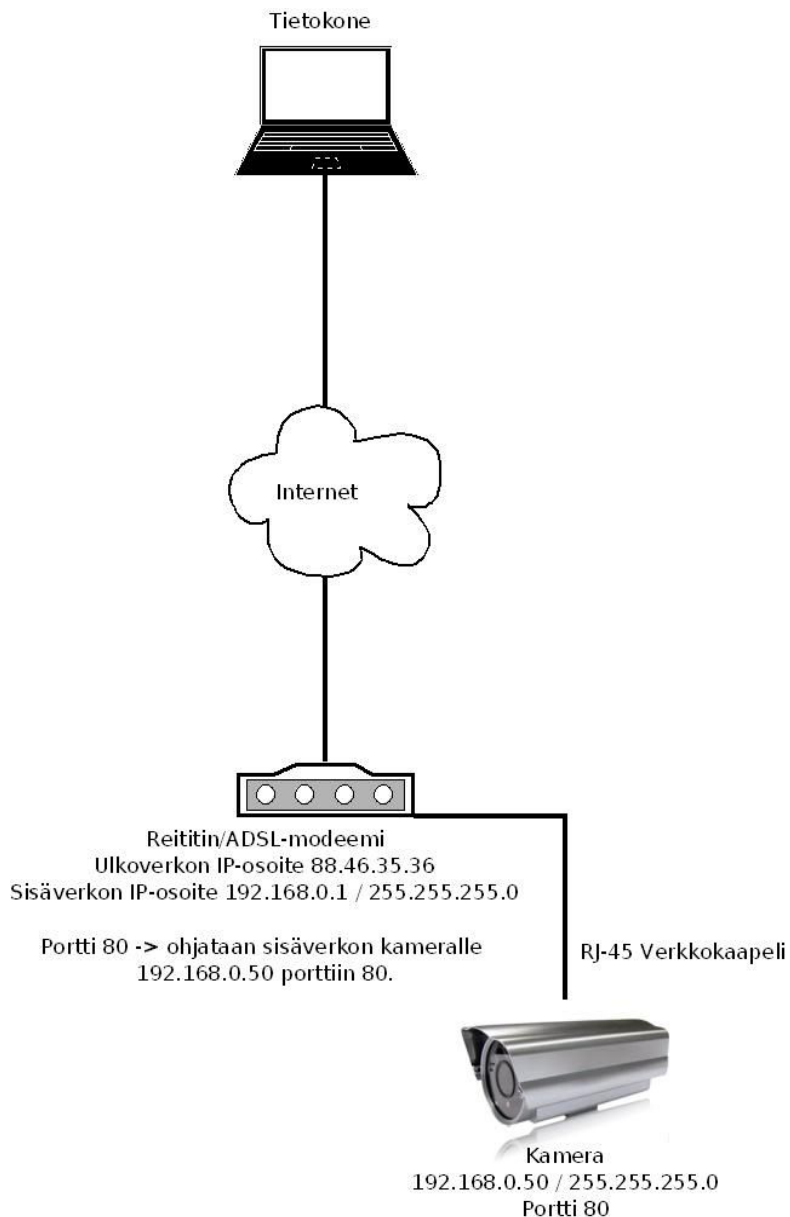 Tietokone
Internet
Reititin/ADSL-modeemi
Ulkoverkon IP-osoite 88.46.35.36
Sisäverkon IP-osoite 192.168.0.1 / 255.255.255.0
Portti 80 -> ohjataan sisäverkon kameralle
192.168.0.50 porttiin 80.
RJ-45 Verkkokaapeli
Kamera
192.168.0.50 / 255.255.255.0
Portti 80